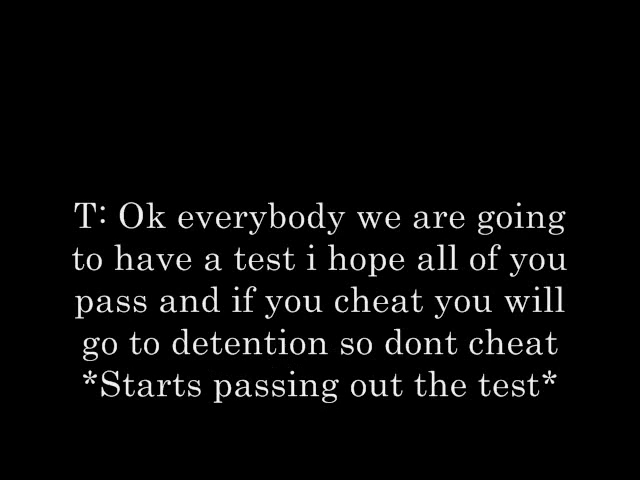 T: Ok everybody we are going
to have a test i hope all of you
pass and if you cheat you will
go to detention so dont cheat
*Starts passing out the test*